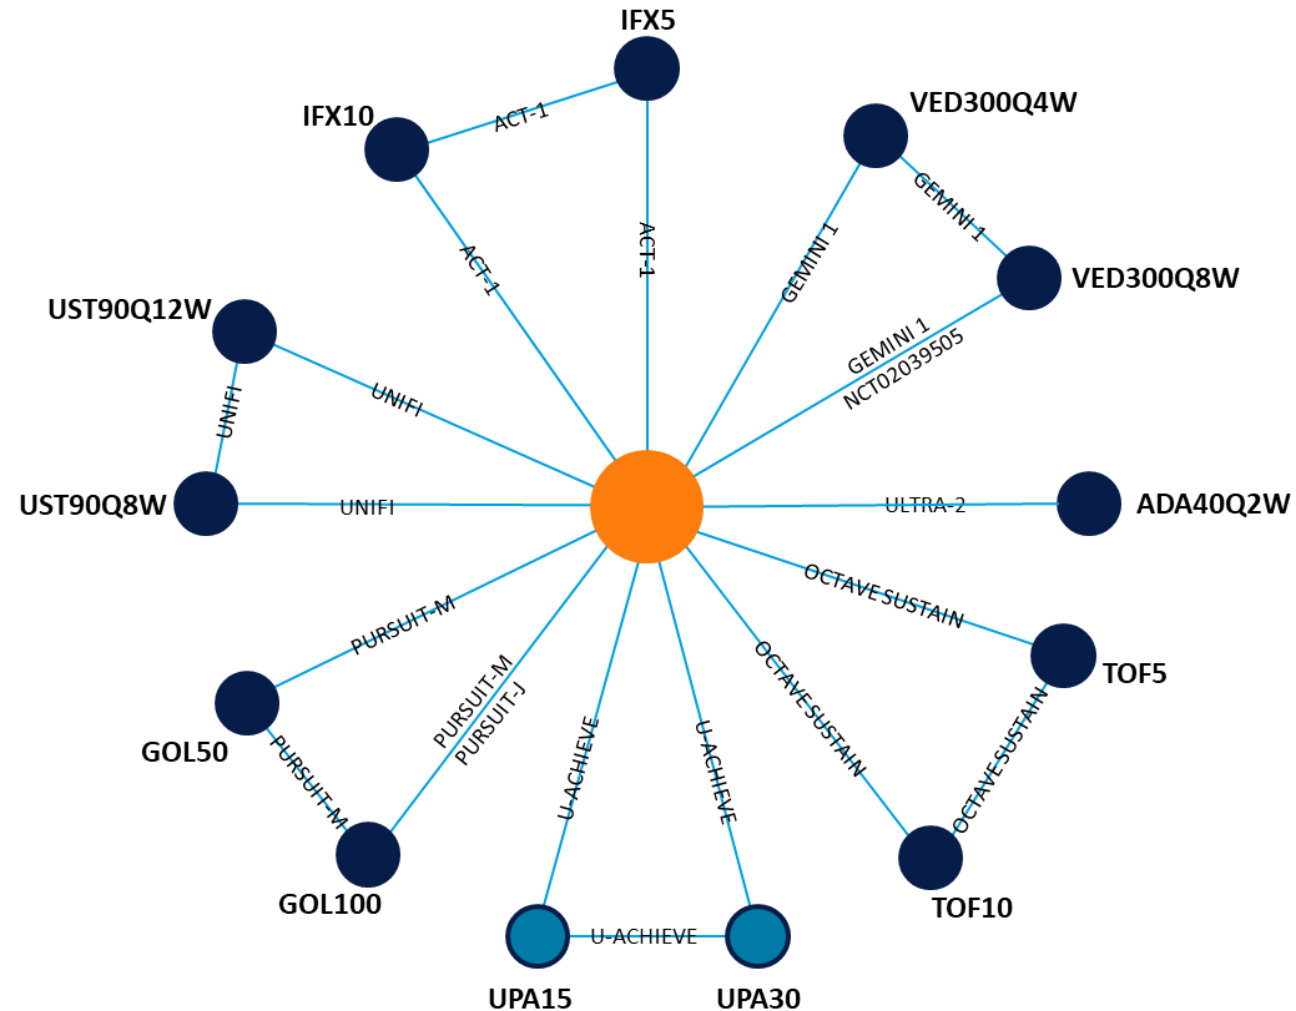 IFX5
IFX10
ACT-1
VED300Q4W
GEMINI 1
ACT-1
ACT-1
GEMINI 1
VED300Q8W
UST90Q12W
GEMINI 1
NCT02039505
UNIFI
UNIFI
UST90Q8W
UNIFI
ULTRA-2
ADA40Q2W
OCTAVE SUSTAIN
PURSUIT-M
TOF5
OCTAVE SUSTAIN
PURSUIT-M
PURSUIT-J
GOL50
PURSUIT-M
U-ACHIEVE
U-ACHIEVE
OCTAVE SUSTAIN
GOL100
TOF10
U-ACHIEVE
UPA15
UPA30